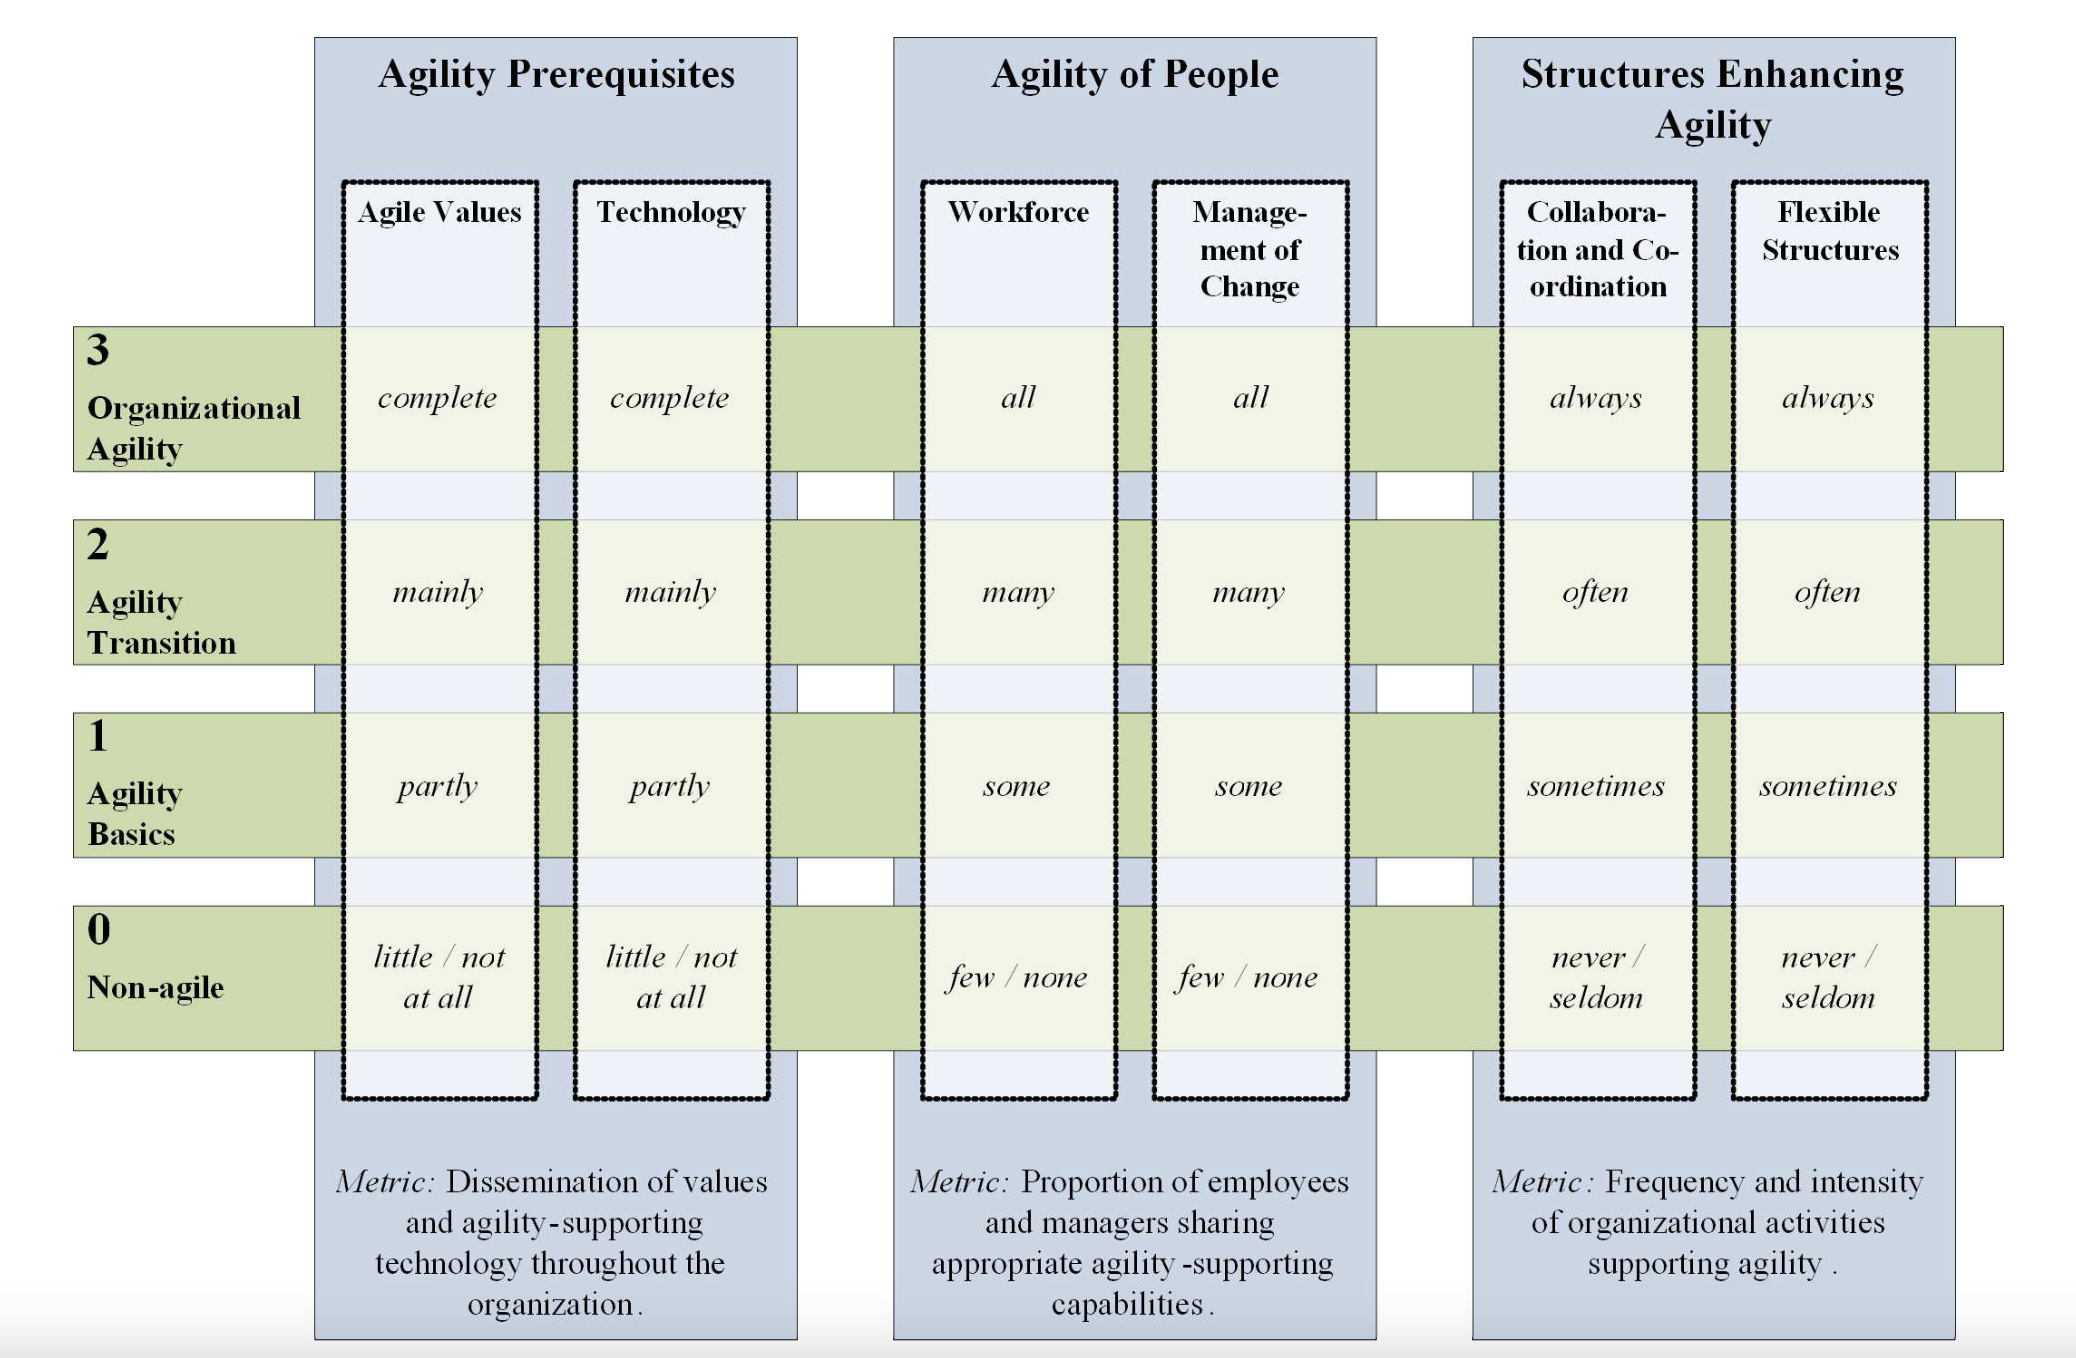 Agility Prerequisites
Agility of People
Structures Enhancing
Agility
Agile Values
Technology
Workforce
Manage-
ment of
Change
Collabora-
tion and Co-
ordination
Flexible
Structures
3
Organizational
Agility
complete
complete
all
all
always
always
2
Agility
Transition
mainly
mainly
many
many
often
often
1
Agility
Basics
partly
partly
some
some
sometimes
sometimes
0
Non-agile
little / not
at all
little / not
at all
few / none
few / none
never /
seldom
never /
seldom
Metric: Dissemination of values
and agility-supporting
technology throughout the
organization.
Metric: Proportion of employees
and managers sharing
appropriate agility-supporting
capabilities.
Metric: Frequency and intensity
of organizational activities
supporting agility.